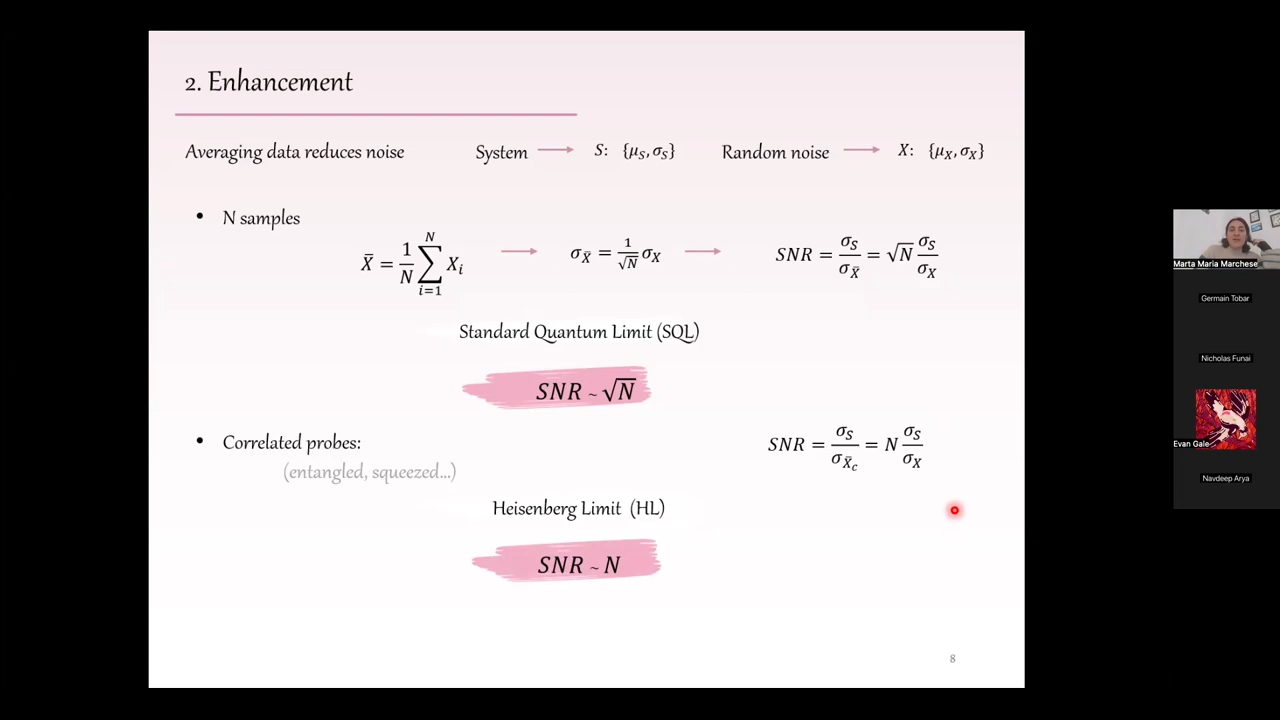 2. Enhancement
Averaging data reduces noise
System → S: {μ_S, σ_S}
Random noise → X: {μ_X, σ_X}
• N samples
X̄ = 1/N ∑_{i=1}^{N} X_i → σ_X̄ = 1/√N σ_X → SNR = σ_S/σ_X̄ = √N σ_S/σ_X
Standard Quantum Limit (SQL)
SNR ~ √N
• Correlated probes:
(entangled, squeezed...)
SNR = σ_S/σ_X̄_c = N σ_S/σ_X
Heisenberg Limit (HL)
SNR ~ N
8
Marta Maria Marchese
Germain Tobar
Nicholas Funai
Evan Gale
Navdeep Arya